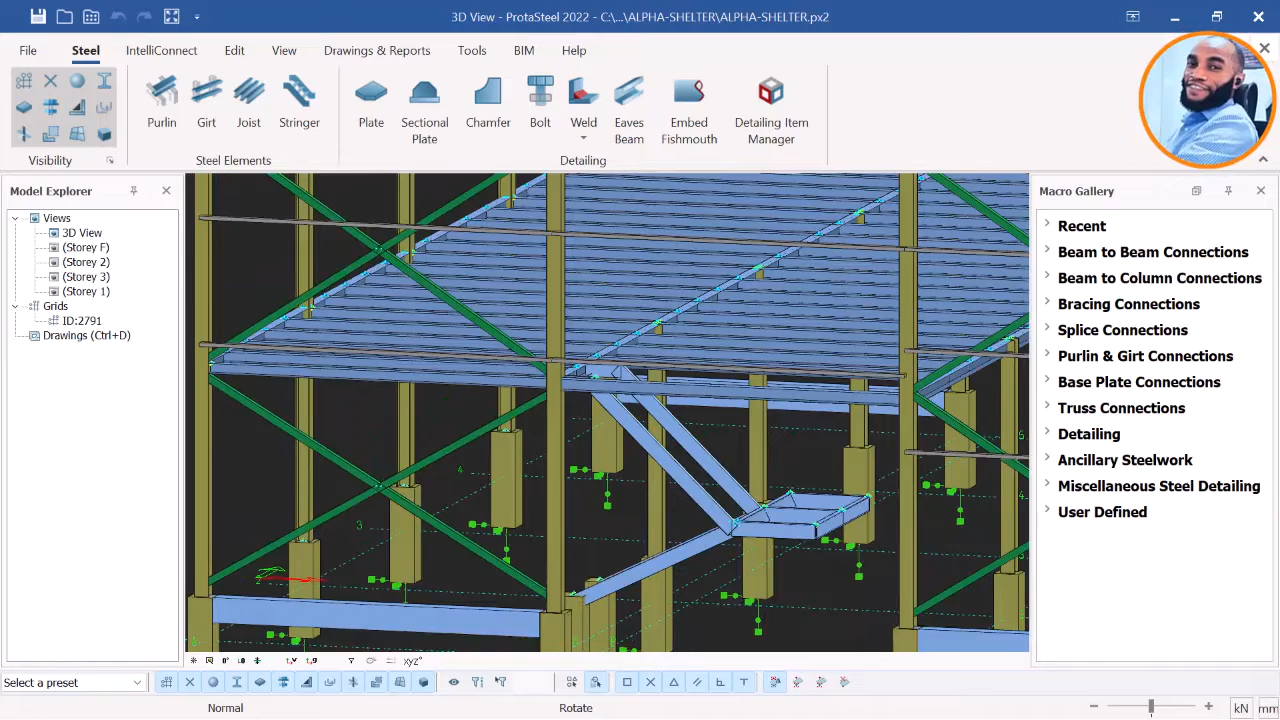 3D View - ProtaSteel 2022 - C:\...\ALPHA-SHELTER\ALPHA-SHELTER.px2
File Steel IntelliConnect Edit View Drawings & Reports Tools BIM Help
Purlin Girt Joist Stringer Plate Sectional Plate Chamfer Bolt Weld Eaves Beam Embed Fishmouth Detailing Item Manager
Visibility Steel Elements Detailing
Model Explorer
Views
3D View
(Storey F)
(Storey 2)
(Storey 3)
(Storey 1)
Grids
ID:2791
Drawings (Ctrl+D)
4
3
Macro Gallery
Recent
Beam to Beam Connections
Beam to Column Connections
Bracing Connections
Splice Connections
Purlin & Girt Connections
Base Plate Connections
Truss Connections
Detailing
Ancillary Steelwork
Miscellaneous Steel Detailing
User Defined
xyz°
Select a preset
Normal Rotate kN mm